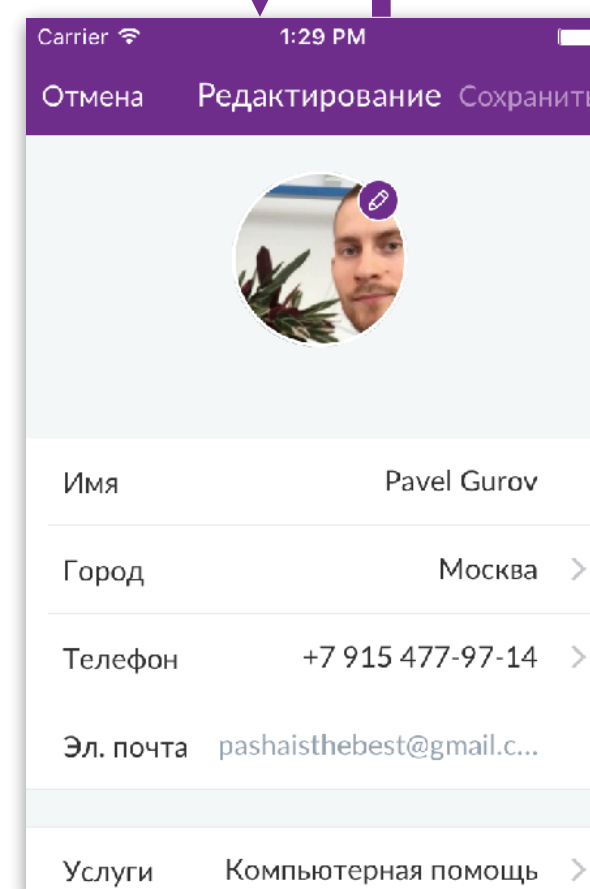 Carrier 1:29 PM
Отмена Редактирование Сохранить
Имя Pavel Gurov
Город Москва
Телефон +7 915 477-97-14
Эл. почта pashaisthebest@gmail.c...
Услуги Компьютерная помощь